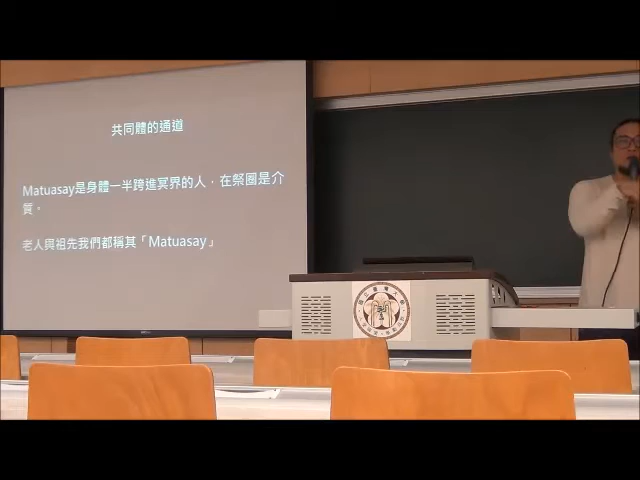 共同體的通道
Matuasay是身體一半跨進冥界的人，在祭圈是介
質。
老人與祖先我們都稱其「Matuasay」